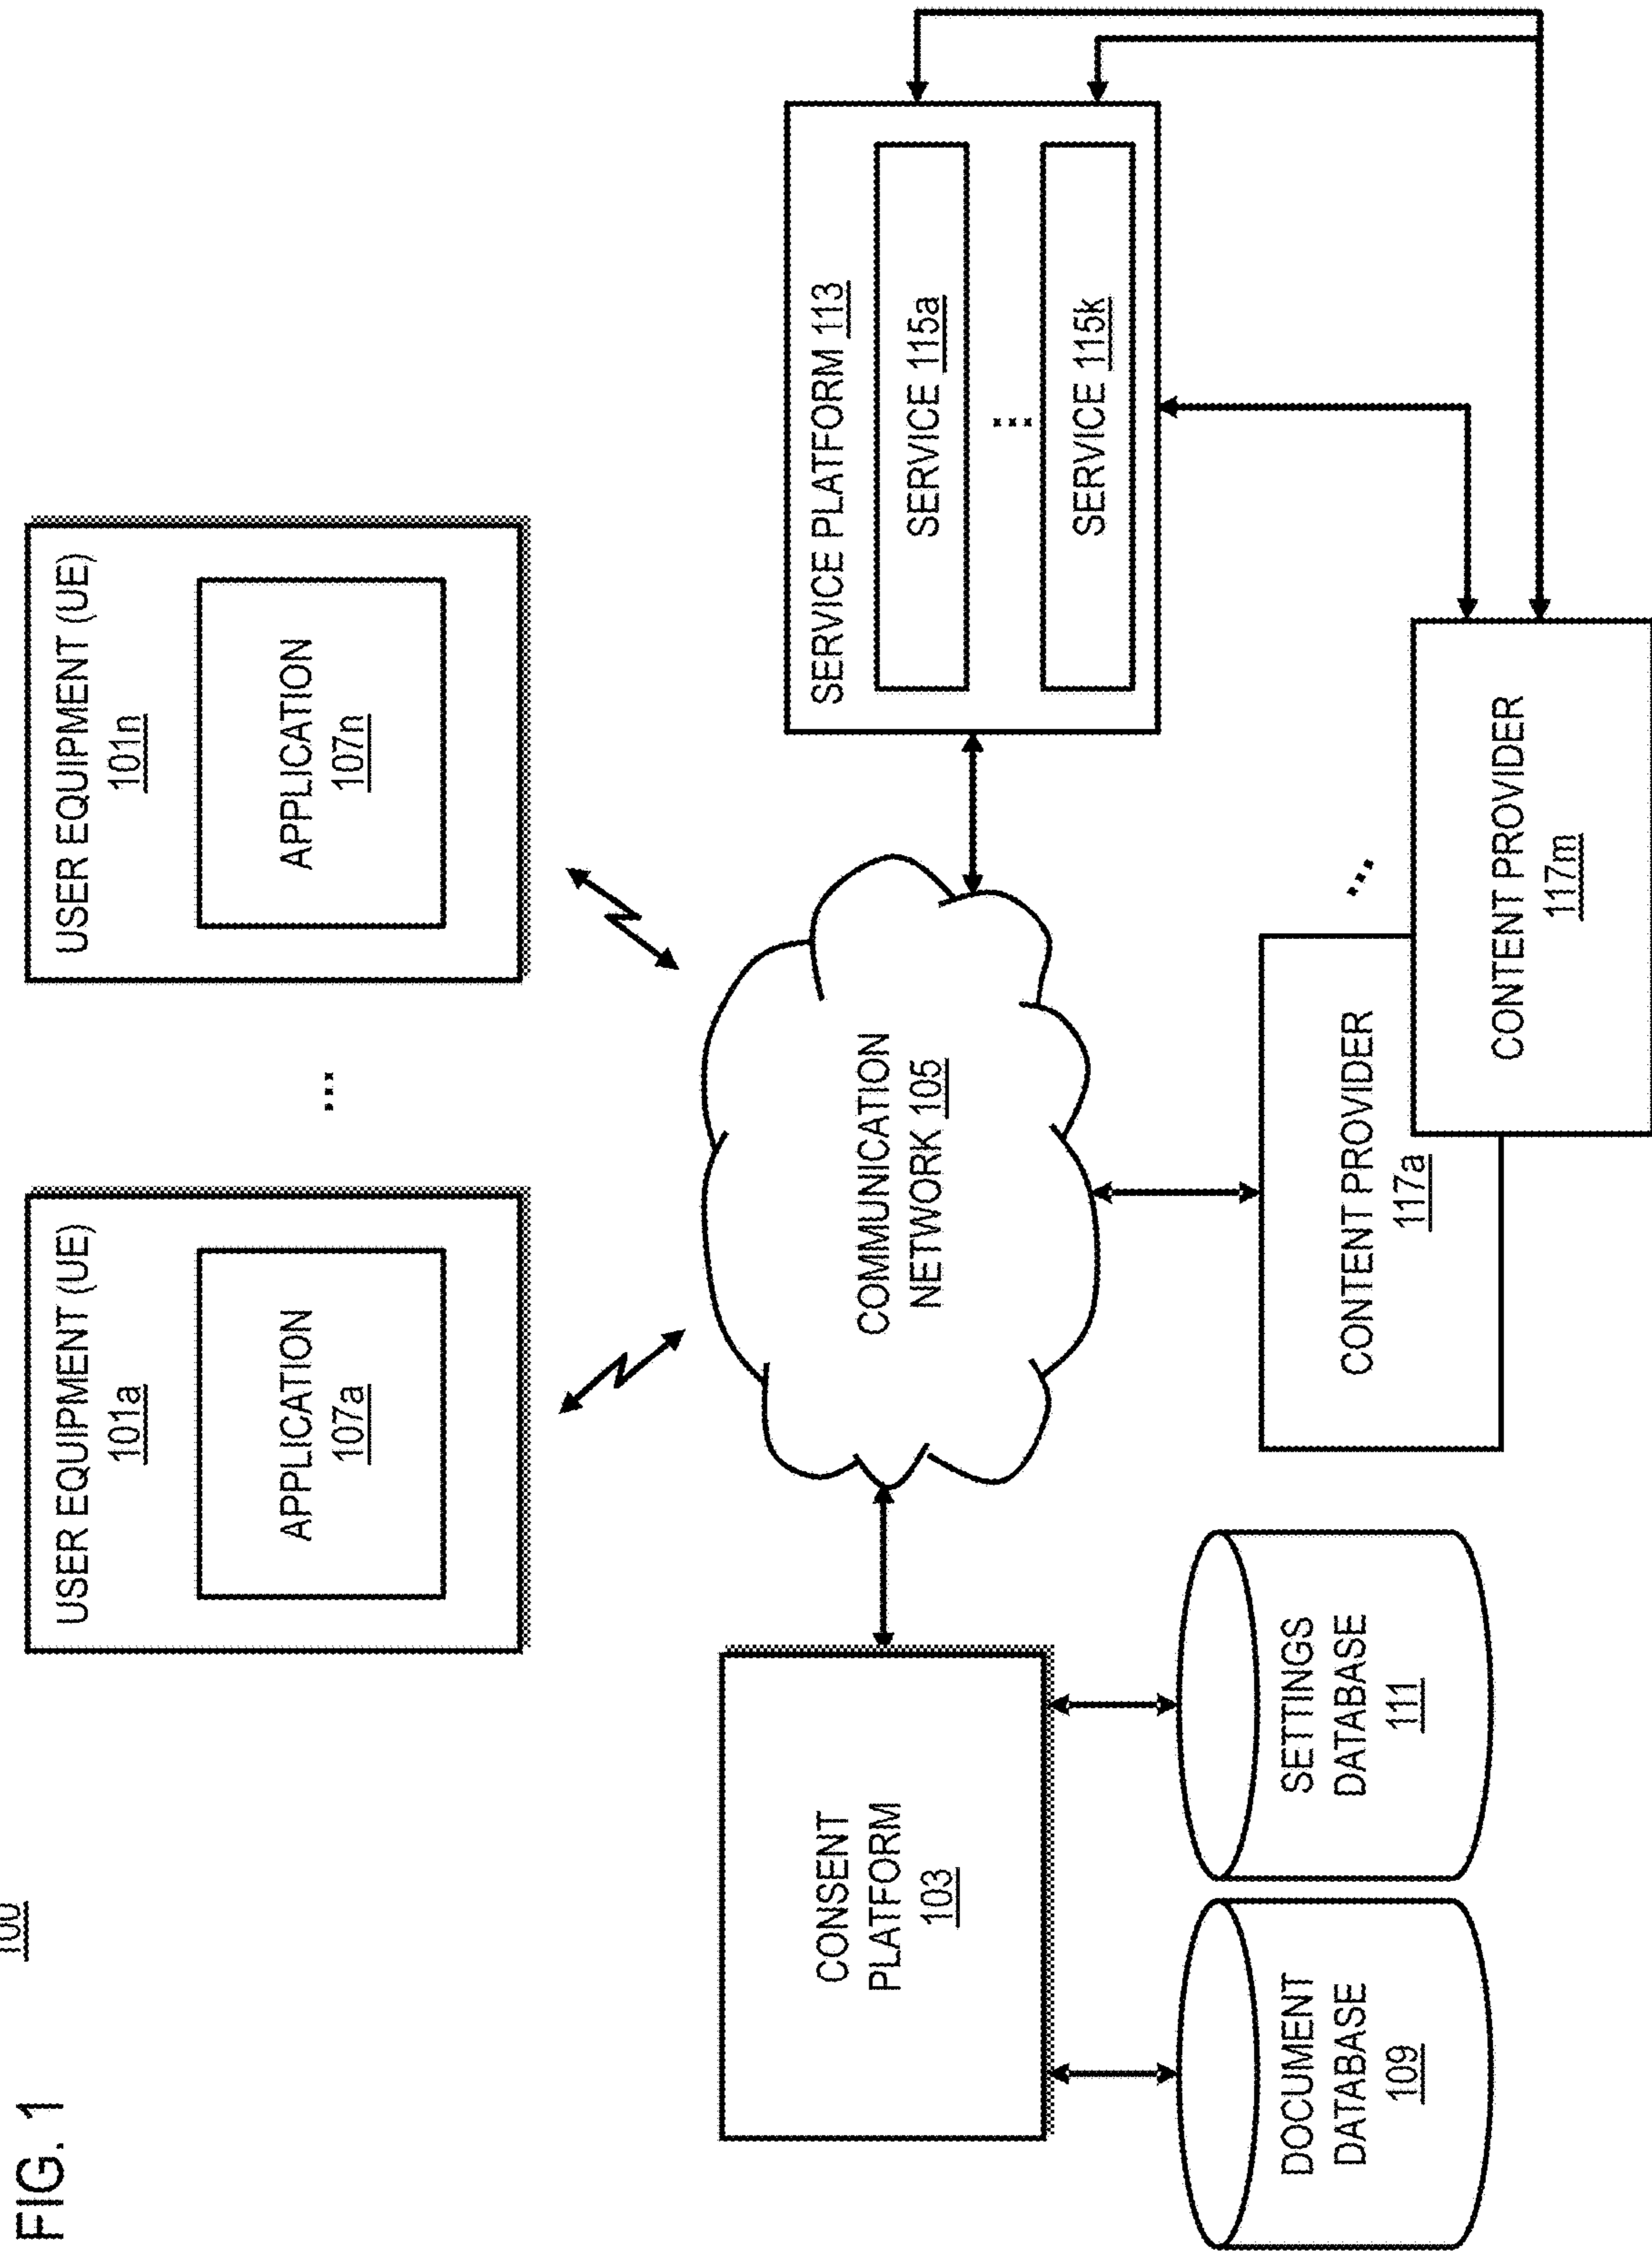 FIG. 1
100
USER EQUIPMENT (UE)
101a
APPLICATION
107a
...
USER EQUIPMENT (UE)
101n
APPLICATION
107n
COMMUNICATION
NETWORK 105
CONSENT
PLATFORM
103
DOCUMENT
DATABASE
109
SETTINGS
DATABASE
111
SERVICE PLATFORM 113
SERVICE 115a
...
SERVICE 115k
CONTENT PROVIDER
117a
...
CONTENT PROVIDER
117m